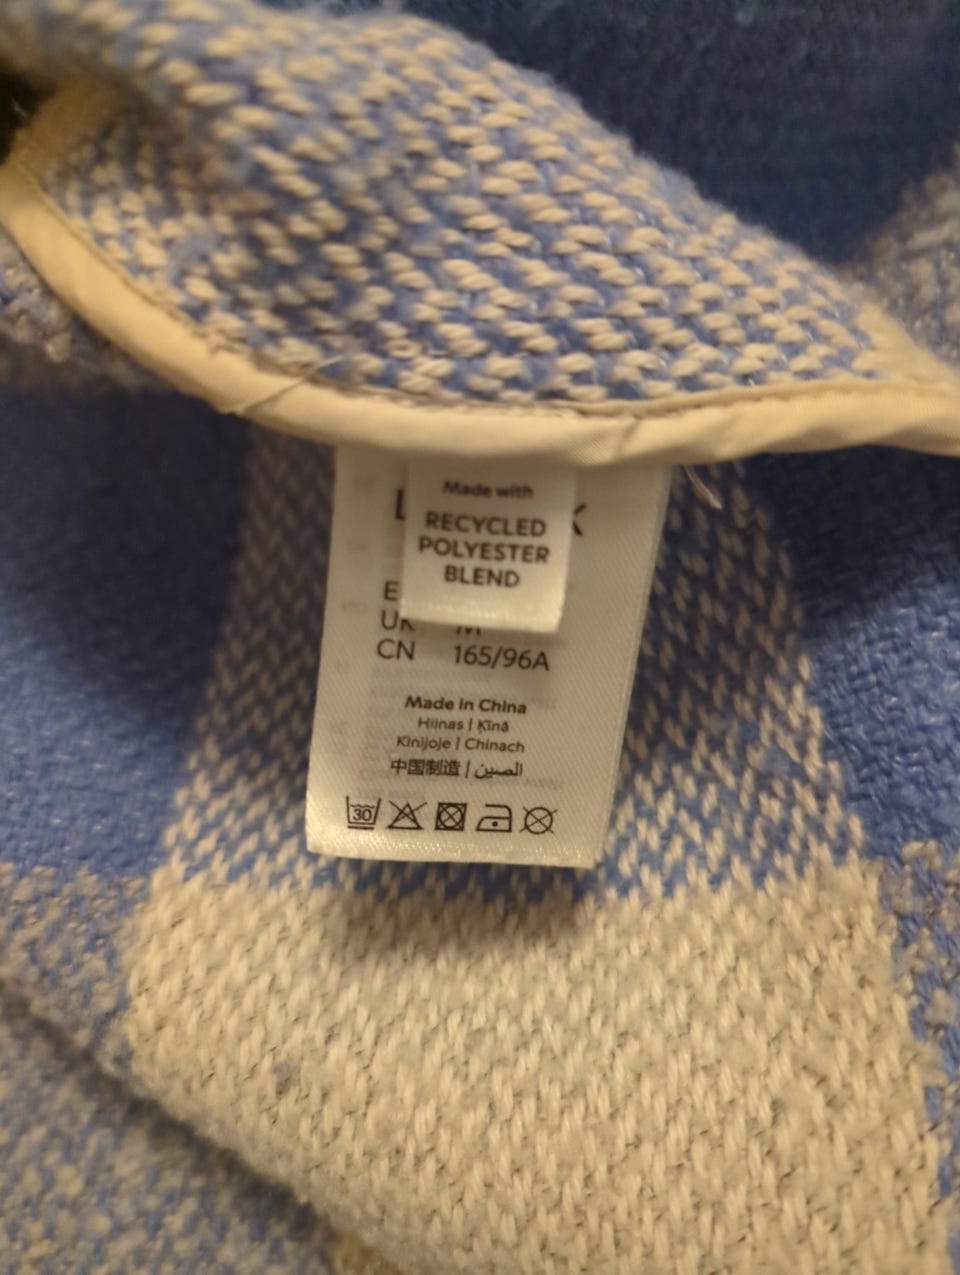 Made with
RECYCLED
POLYESTER
BLEND
UK M
CN 165/96A
Made in China
Hiinas | Ķīnā
Kinijoje | Chinach
中国制造 | الصين
30